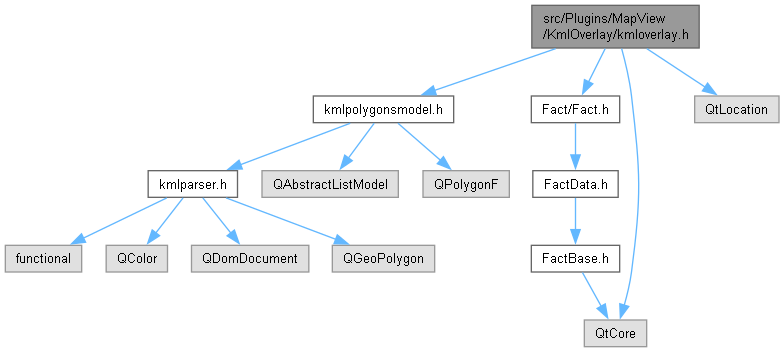 src/Plugins/MapView
/KmlOverlay/kmloverlay.h
kmlpolygonsmodel.h
Fact/Fact.h
QtLocation
kmlparser.h
QAbstractListModel
QPolygonF
FactData.h
functional
QColor
QDomDocument
QGeoPolygon
FactBase.h
QtCore